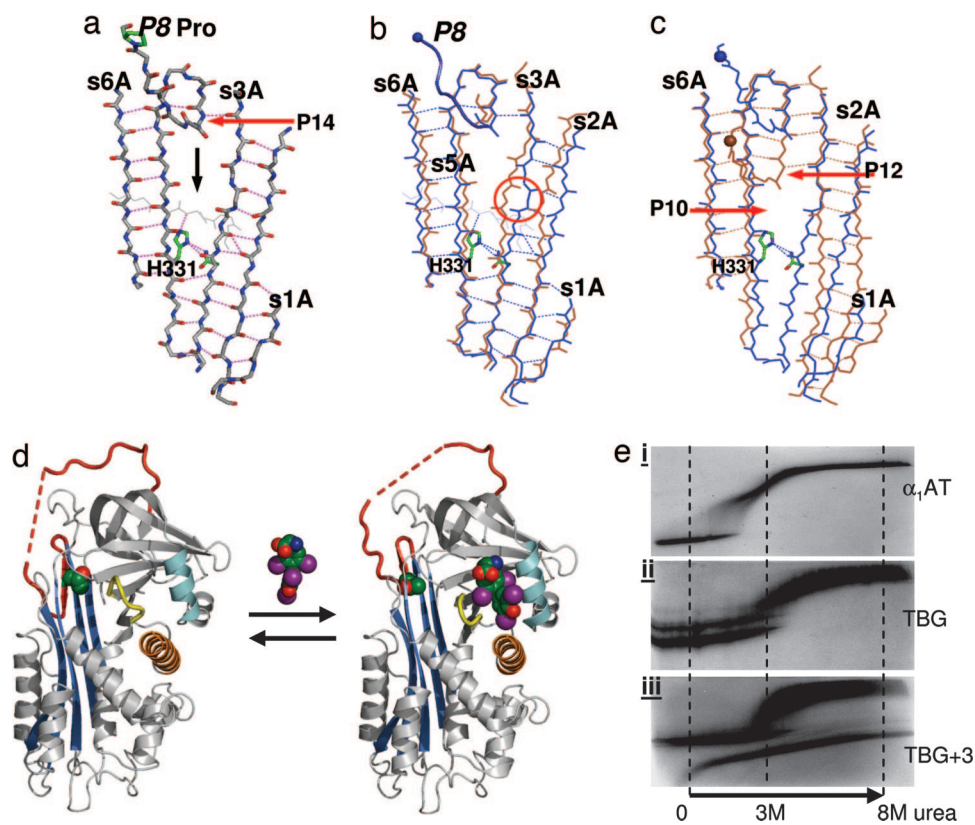 a
P8 Pro
s6A
s3A
P14
H331
s1A
b
P8
s6A
s3A
s2A
s5A
H331
s1A
c
s6A
s2A
P12
P10
H331
s1A
d
e
i
α₁AT
ii
TBG
iii
TBG+3
0 3M 8M urea